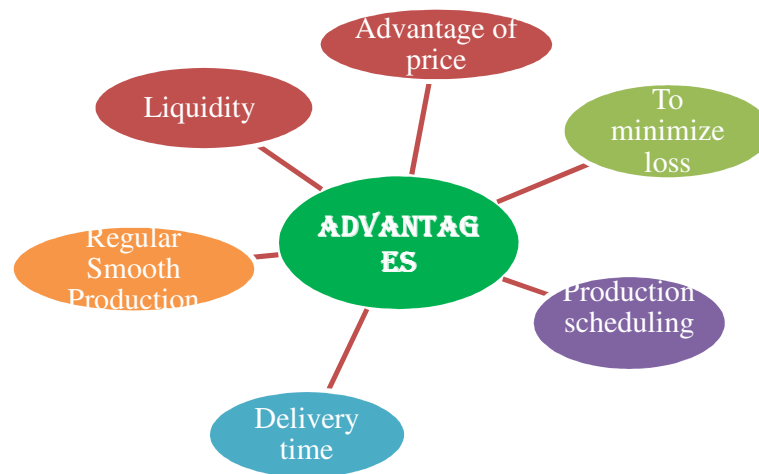 Advantage of
price
Liquidity
To
minimize
loss
ADVANTAG
ES
Regular
Smooth
Production
Production
scheduling
Delivery
time